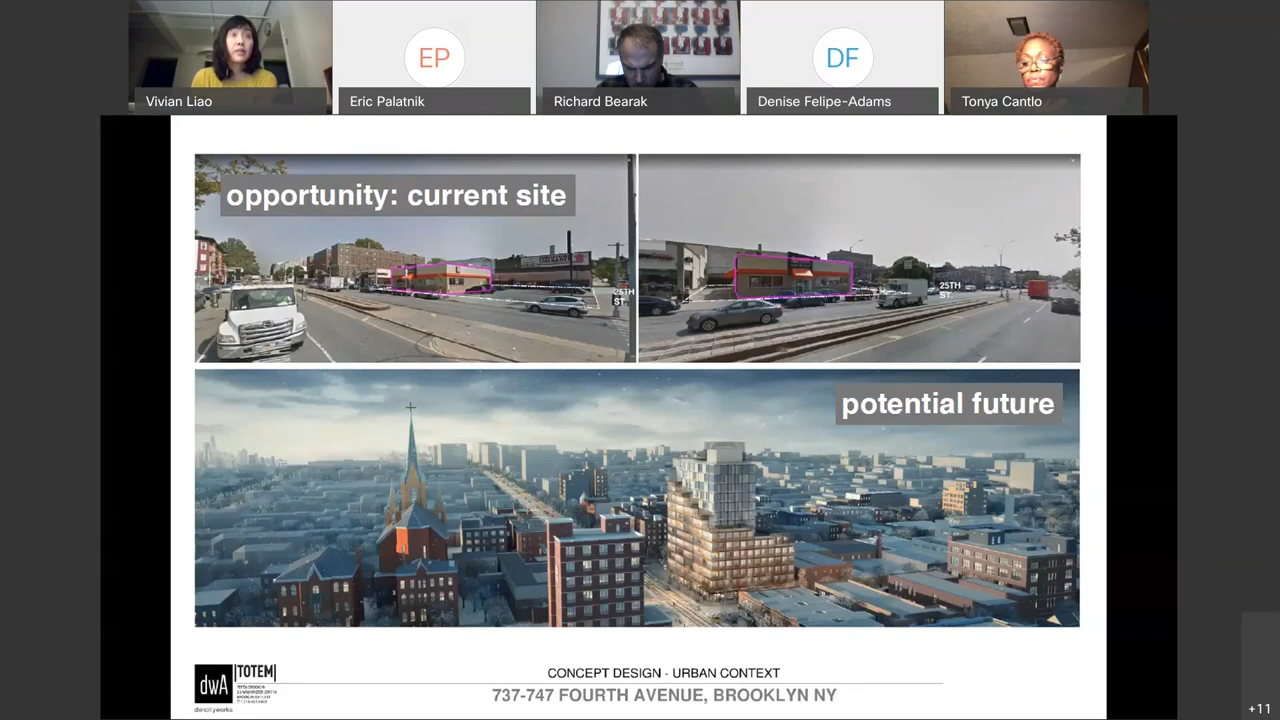 EP
DF
Vivian Liao
Eric Palatnik
Richard Bearak
Denise Felipe-Adams
Tonya Cantlo
opportunity: current site
25TH
ST.
25TH
ST.
potential future
dwA
|TOTEM|
dencityworks
CONCEPT DESIGN - URBAN CONTEXT
737-747 FOURTH AVENUE, BROOKLYN NY
+11